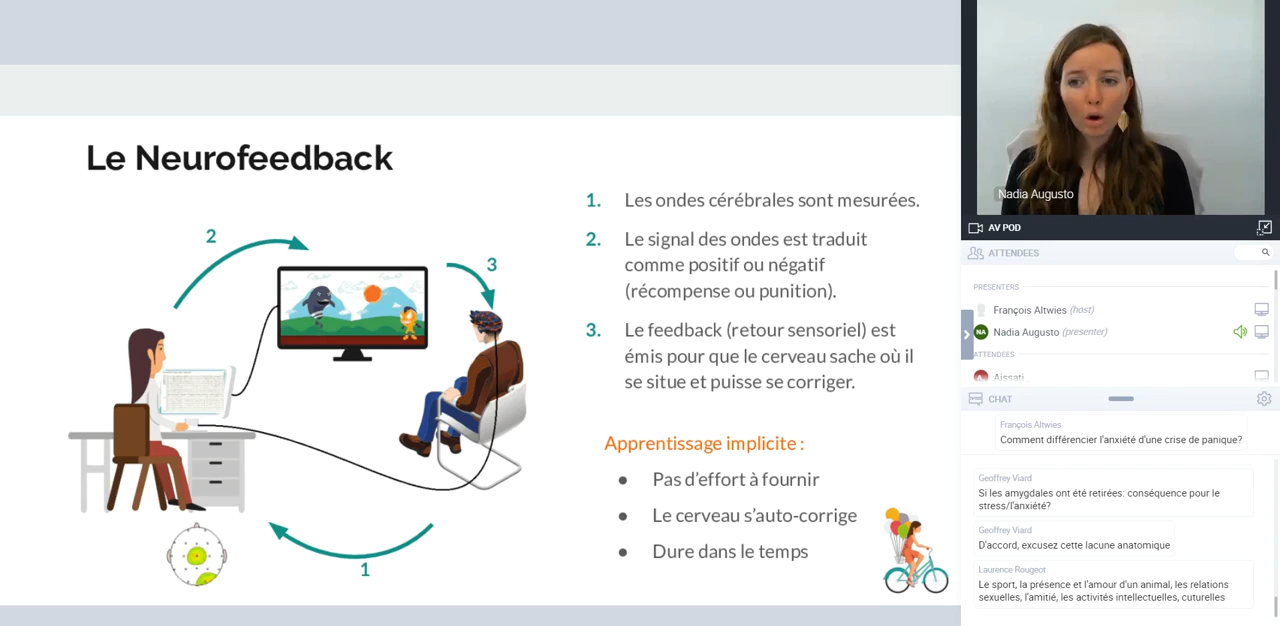 Le Neurofeedback
2
3
1
1. Les ondes cérébrales sont mesurées.
2. Le signal des ondes est traduit
comme positif ou négatif
(récompense ou punition).
3. Le feedback (retour sensoriel) est
émis pour que le cerveau sache où il
se situe et puisse se corriger.
Apprentissage implicite :
● Pas d'effort à fournir
● Le cerveau s'auto-corrige
● Dure dans le temps
Nadia Augusto
AV POD
ATTENDEES
PRESENTERS
François Altwies (host)
NA Nadia Augusto (presenter)
ATTENDEES
Aissati
CHAT
François Altwies
Comment différencier l'anxiété d'une crise de panique?
Geoffrey Viard
Si les amygdales ont été retirées: conséquence pour le
stress/l'anxiété?
Geoffrey Viard
D'accord, excusez cette lacune anatomique
Laurence Rougeot
Le sport, la présence et l'amour d'un animal, les relations
sexuelles, l'amitié, les activités intellectuelles, cuturelles